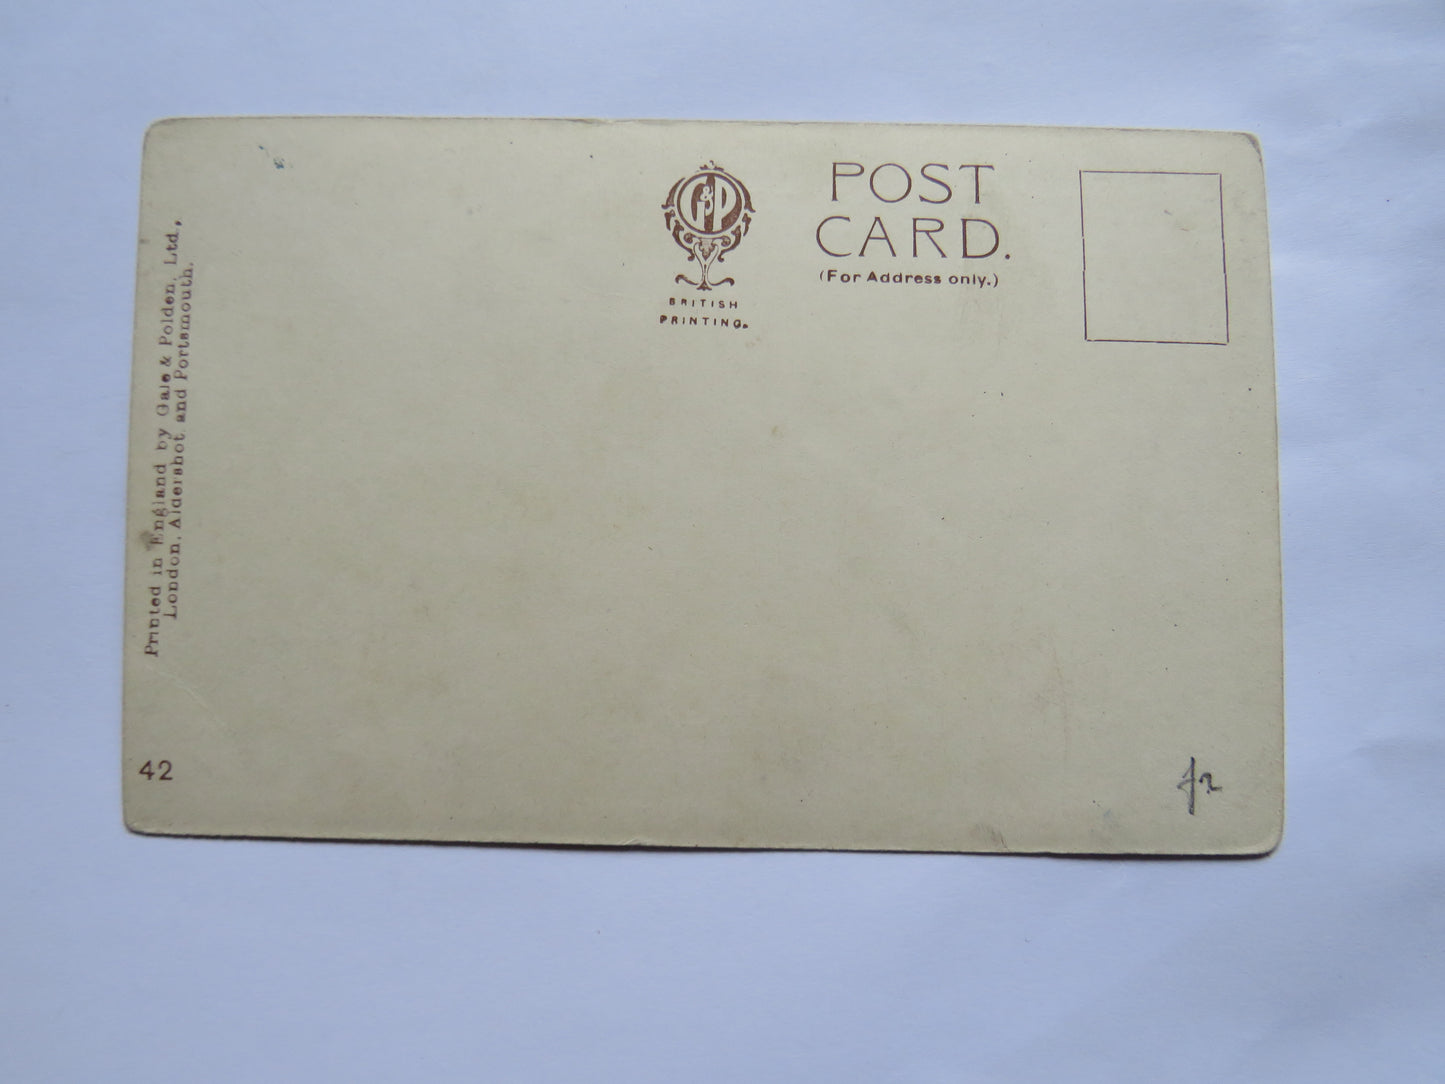 G&P
BRITISH
PRINTING.
POST
CARD.
(For Address only.)
Printed in England by Gale & Polden, Ltd.,
London, Aldershot, and Portsmouth.
42